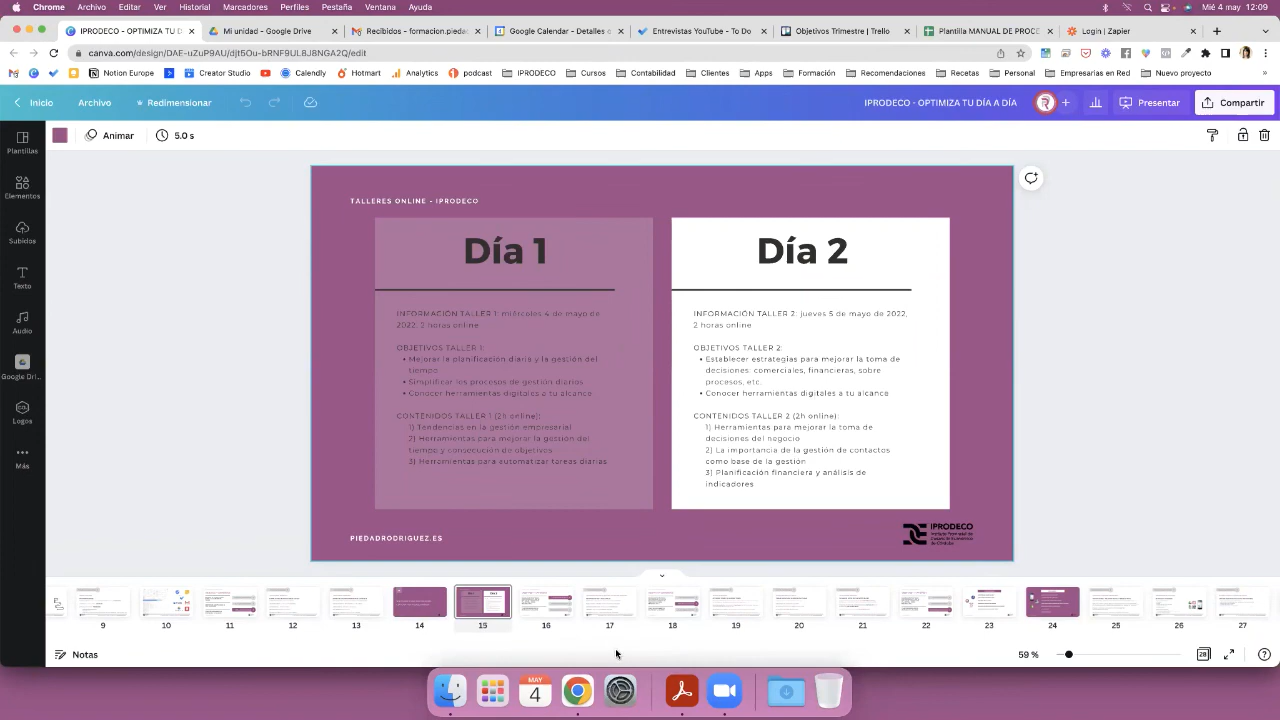 Chrome Archivo Editar Ver Historial Marcadores Perfiles Pestaña Ventana Ayuda Mié 4 may 12:09
IPRODECO - OPTIMIZA TU D Mi unidad - Google Drive Recibidos - formacion.pieda Google Calendar - Detalles d Entrevistas YouTube - To Do Objetivos Trimestre | Trello Plantilla MANUAL DE PROCE Login | Zapier
canva.com/design/DAE-uZuP9AU/djt5Ou-bRNF9UL8J8NGA2Q/edit
Notion Europe Creator Studio Calendly Hotmart Analytics podcast IPRODECO Cursos Contabilidad Clientes Apps Formación Recomendaciones Recetas Personal Empresarias en Red Nuevo proyecto »
Inicio Archivo Redimensionar IPRODECO - OPTIMIZA TU DÍA A DÍA Presentar Compartir
Animar 5.0 s
Plantillas
Elementos
Subidos
Texto
Audio
Google Dri...
Logos
Más
TALLERES ONLINE - IPRODECO
Día 1
INFORMACIÓN TALLER 1: miércoles 4 de mayo de
2022, 2 horas online
OBJETIVOS TALLER 1:
• Mejorar la planificación diaria y la gestión del
tiempo
• Simplificar los procesos de gestión diarios
• Conocer herramientas digitales a tu alcance
CONTENIDOS TALLER 1 (2h online):
1) Tendencias en la gestión empresarial
2) Herramientas para mejorar la gestión del
tiempo y consecución de objetivos
3) Herramientas para automatizar tareas diarias
Día 2
INFORMACIÓN TALLER 2: jueves 5 de mayo de 2022,
2 horas online
OBJETIVOS TALLER 2:
• Establecer estrategias para mejorar la toma de
decisiones: comerciales, financieras, sobre
procesos, etc.
• Conocer herramientas digitales a tu alcance
CONTENIDOS TALLER 2 (2h online):
1) Herramientas para mejorar la toma de
decisiones del negocio
2) La importancia de la gestión de contactos
como base de la gestión
3) Planificación financiera y análisis de
indicadores
PIEDADRODRIGUEZ.ES
IPRODECO
9 10 11 12 13 14 15 16 17 18 19 20 21 22 23 24 25 26 27
Notas 59 % 28
MAY
4